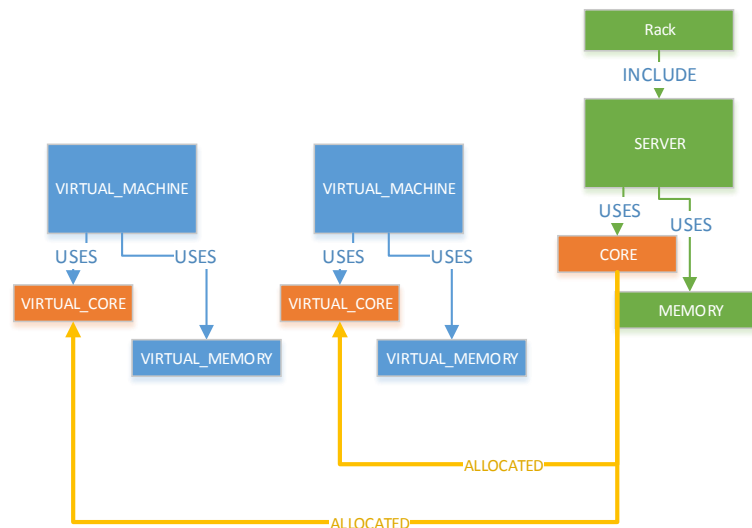 Rack
INCLUDE
SERVER
VIRTUAL_MACHINE
VIRTUAL_MACHINE
USES
USES
USES
USES
USES
USES
CORE
VIRTUAL_CORE
VIRTUAL_CORE
MEMORY
VIRTUAL_MEMORY
VIRTUAL_MEMORY
ALLOCATED
ALLOCATED